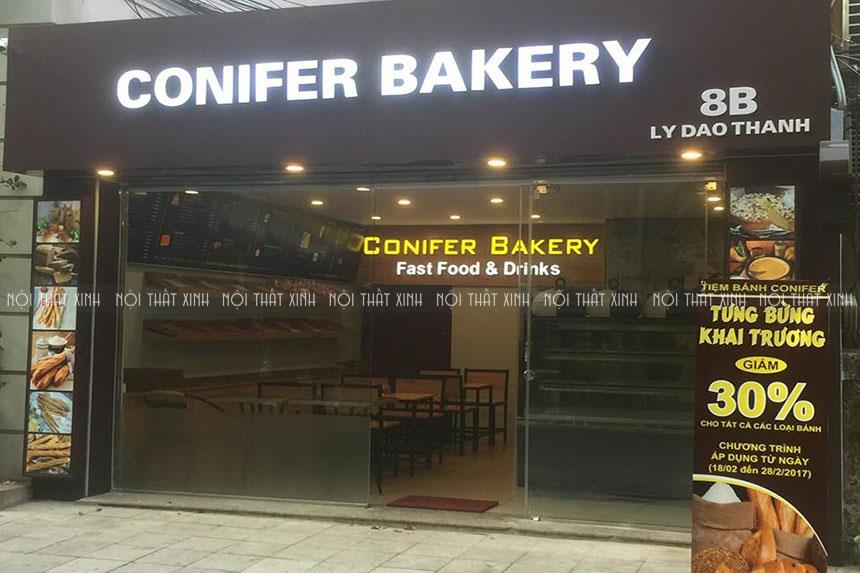 CONIFER BAKERY
8B
LY DAO THANH
CONIFER BAKERY
Fast Food & Drinks
NỘI THẤT XINH NỘI THẤT XINH NỘI THẤT XINH NỘI THẤT XINH NỘI THẤT XINH NỘI THẤT XINH NỘI THẤT XINH NỘI THẤT XINH
TIỆM BÁNH CONIFER
TƯNG BỪNG
KHAI TRƯƠNG
GIẢM
30%
CHO TẤT CẢ CÁC LOẠI BÁNH
CHƯƠNG TRÌNH
ÁP DỤNG TỪ NGÀY
(18/02 đến 28/2/2017)